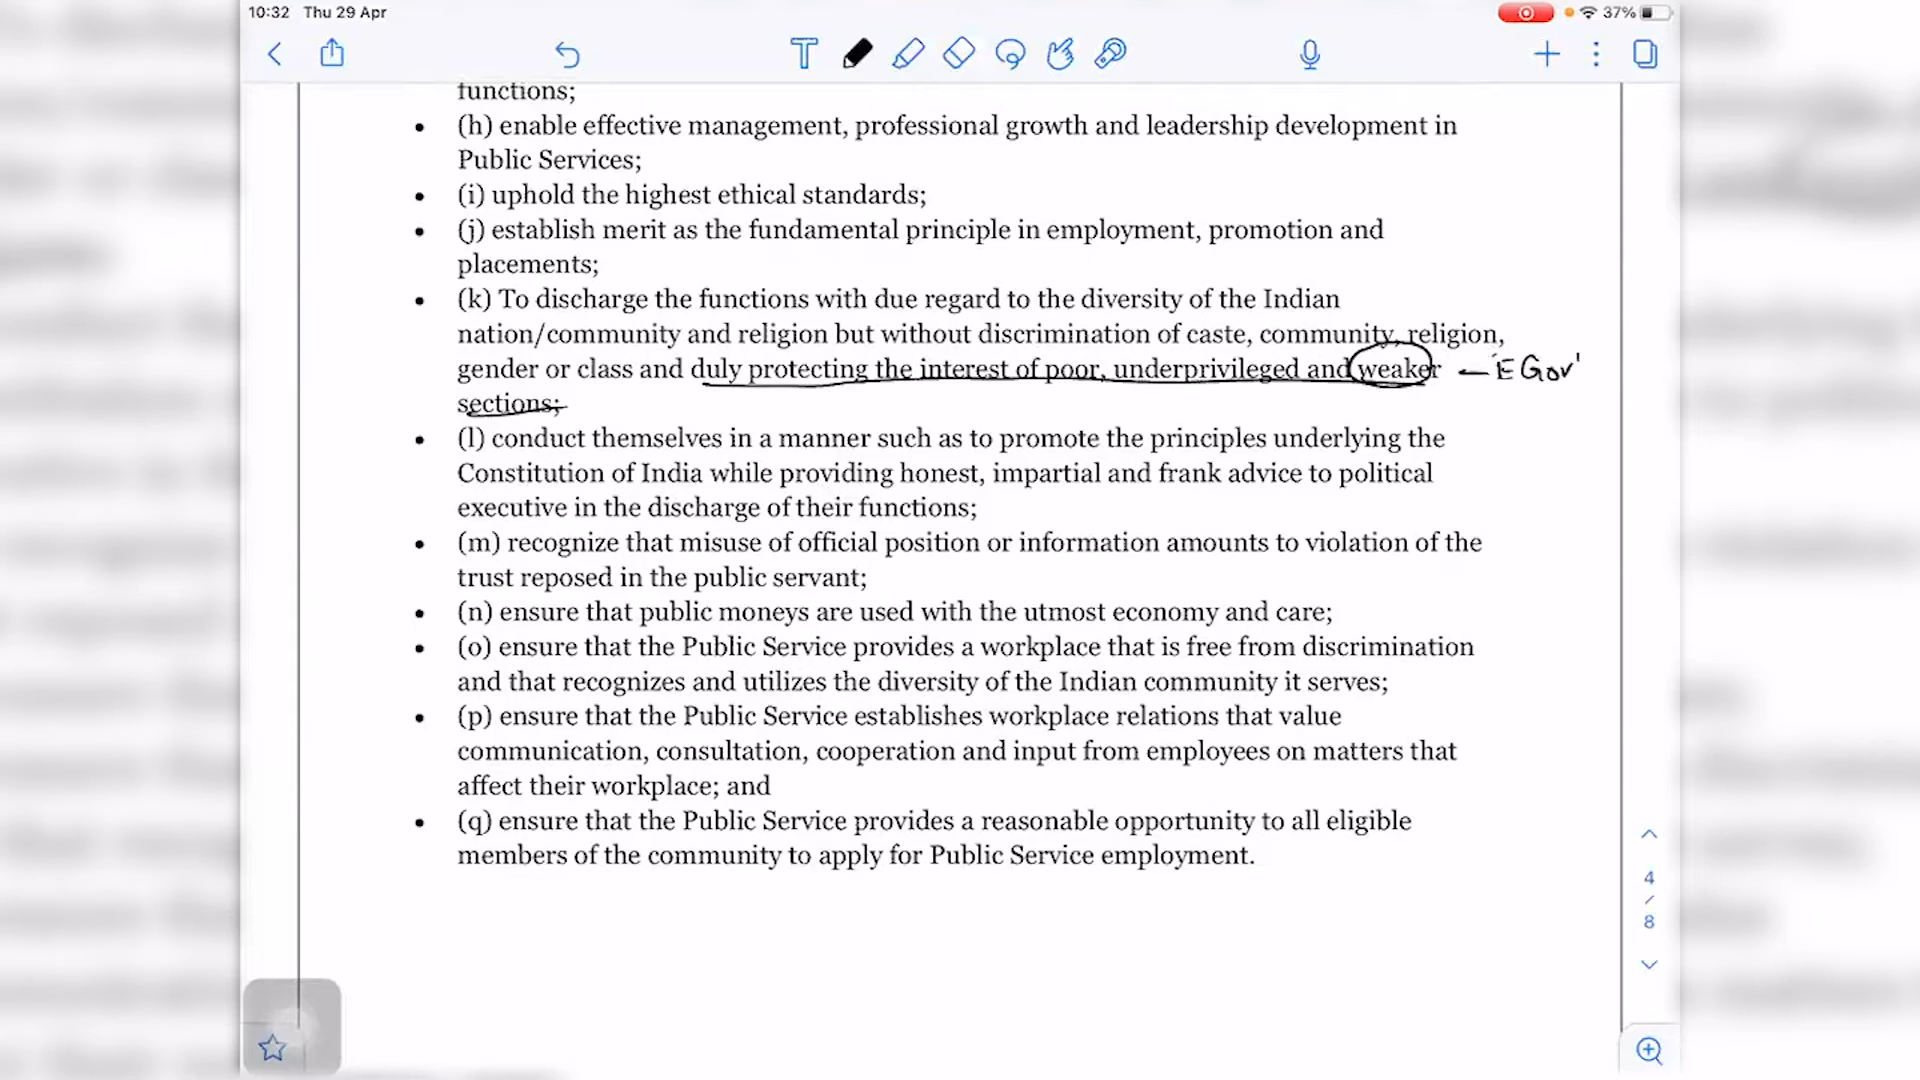 10:32 Thu 29 Apr
37%
functions;
• (h) enable effective management, professional growth and leadership development in
Public Services;
• (i) uphold the highest ethical standards;
• (j) establish merit as the fundamental principle in employment, promotion and
placements;
• (k) To discharge the functions with due regard to the diversity of the Indian
nation/community and religion but without discrimination of caste, community, religion,
gender or class and duly protecting the interest of poor, underprivileged and weaker — 'E Gov'
sections;
• (l) conduct themselves in a manner such as to promote the principles underlying the
Constitution of India while providing honest, impartial and frank advice to political
executive in the discharge of their functions;
• (m) recognize that misuse of official position or information amounts to violation of the
trust reposed in the public servant;
• (n) ensure that public moneys are used with the utmost economy and care;
• (o) ensure that the Public Service provides a workplace that is free from discrimination
and that recognizes and utilizes the diversity of the Indian community it serves;
• (p) ensure that the Public Service establishes workplace relations that value
communication, consultation, cooperation and input from employees on matters that
affect their workplace; and
• (q) ensure that the Public Service provides a reasonable opportunity to all eligible
members of the community to apply for Public Service employment.
4
/
8